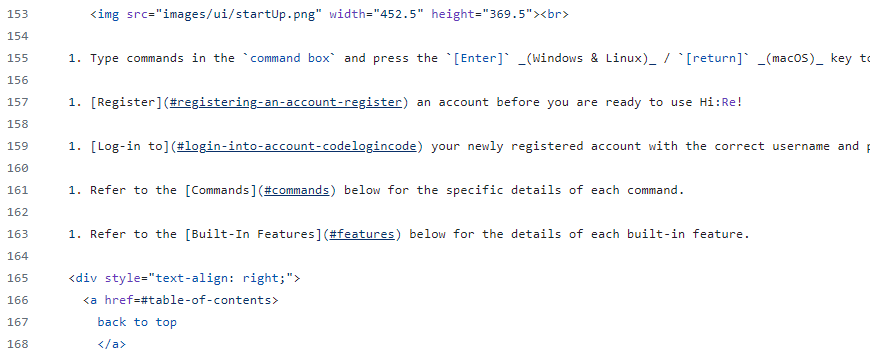 153 <img src="images/ui/startUp.png" width="452.5" height="369.5"><br>
154
155 1. Type commands in the `command box` and press the `[Enter]` _(Windows & Linux)_ / `[return]` _(macOS)_ key to
156
157 1. [Register](#registering-an-account-register) an account before you are ready to use Hi:Re!
158
159 1. [Log-in to](#login-into-account-codelogincode) your newly registered account with the correct username and p
160
161 1. Refer to the [Commands](#commands) below for the specific details of each command.
162
163 1. Refer to the [Built-In Features](#features) below for the details of each built-in feature.
164
165 <div style="text-align: right;">
166 <a href=#table-of-contents>
167 back to top
168 </a>